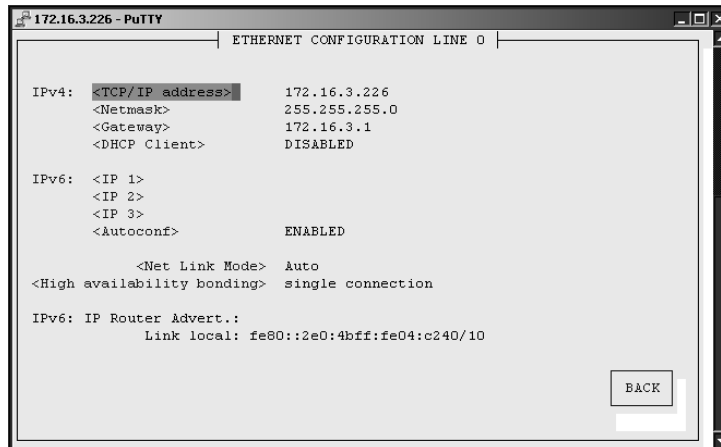 172.16.3.226 - PuTTY
ETHERNET CONFIGURATION LINE 0
IPv4: <TCP/IP address> 172.16.3.226
<Netmask> 255.255.255.0
<Gateway> 172.16.3.1
<DHCP Client> DISABLED
IPv6: <IP 1>
<IP 2>
<IP 3>
<Autoconf> ENABLED
<Net Link Mode> Auto
<High availability bonding> single connection
IPv6: IP Router Advert.:
Link local: fe80::2e0:4bff:fe04:c240/10
BACK